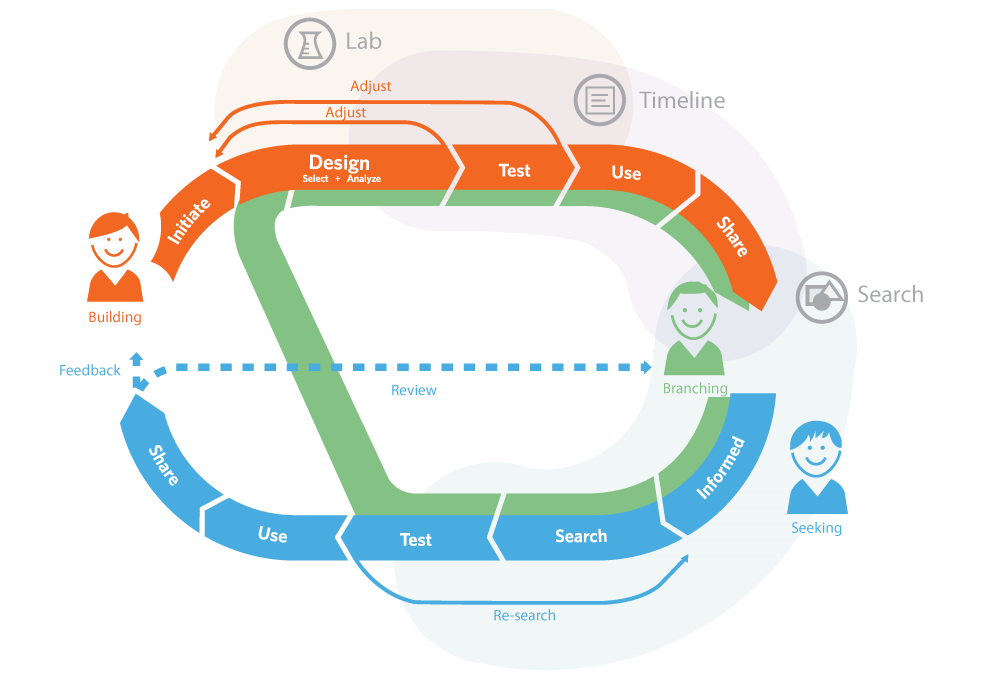 Lab
Adjust
Timeline
Adjust
Design
Select + Analyze
Test
Use
Initiate
Share
Search
Building
Feedback
Review
Branching
Share
Informed
Use
Test
Search
Seeking
Re-search